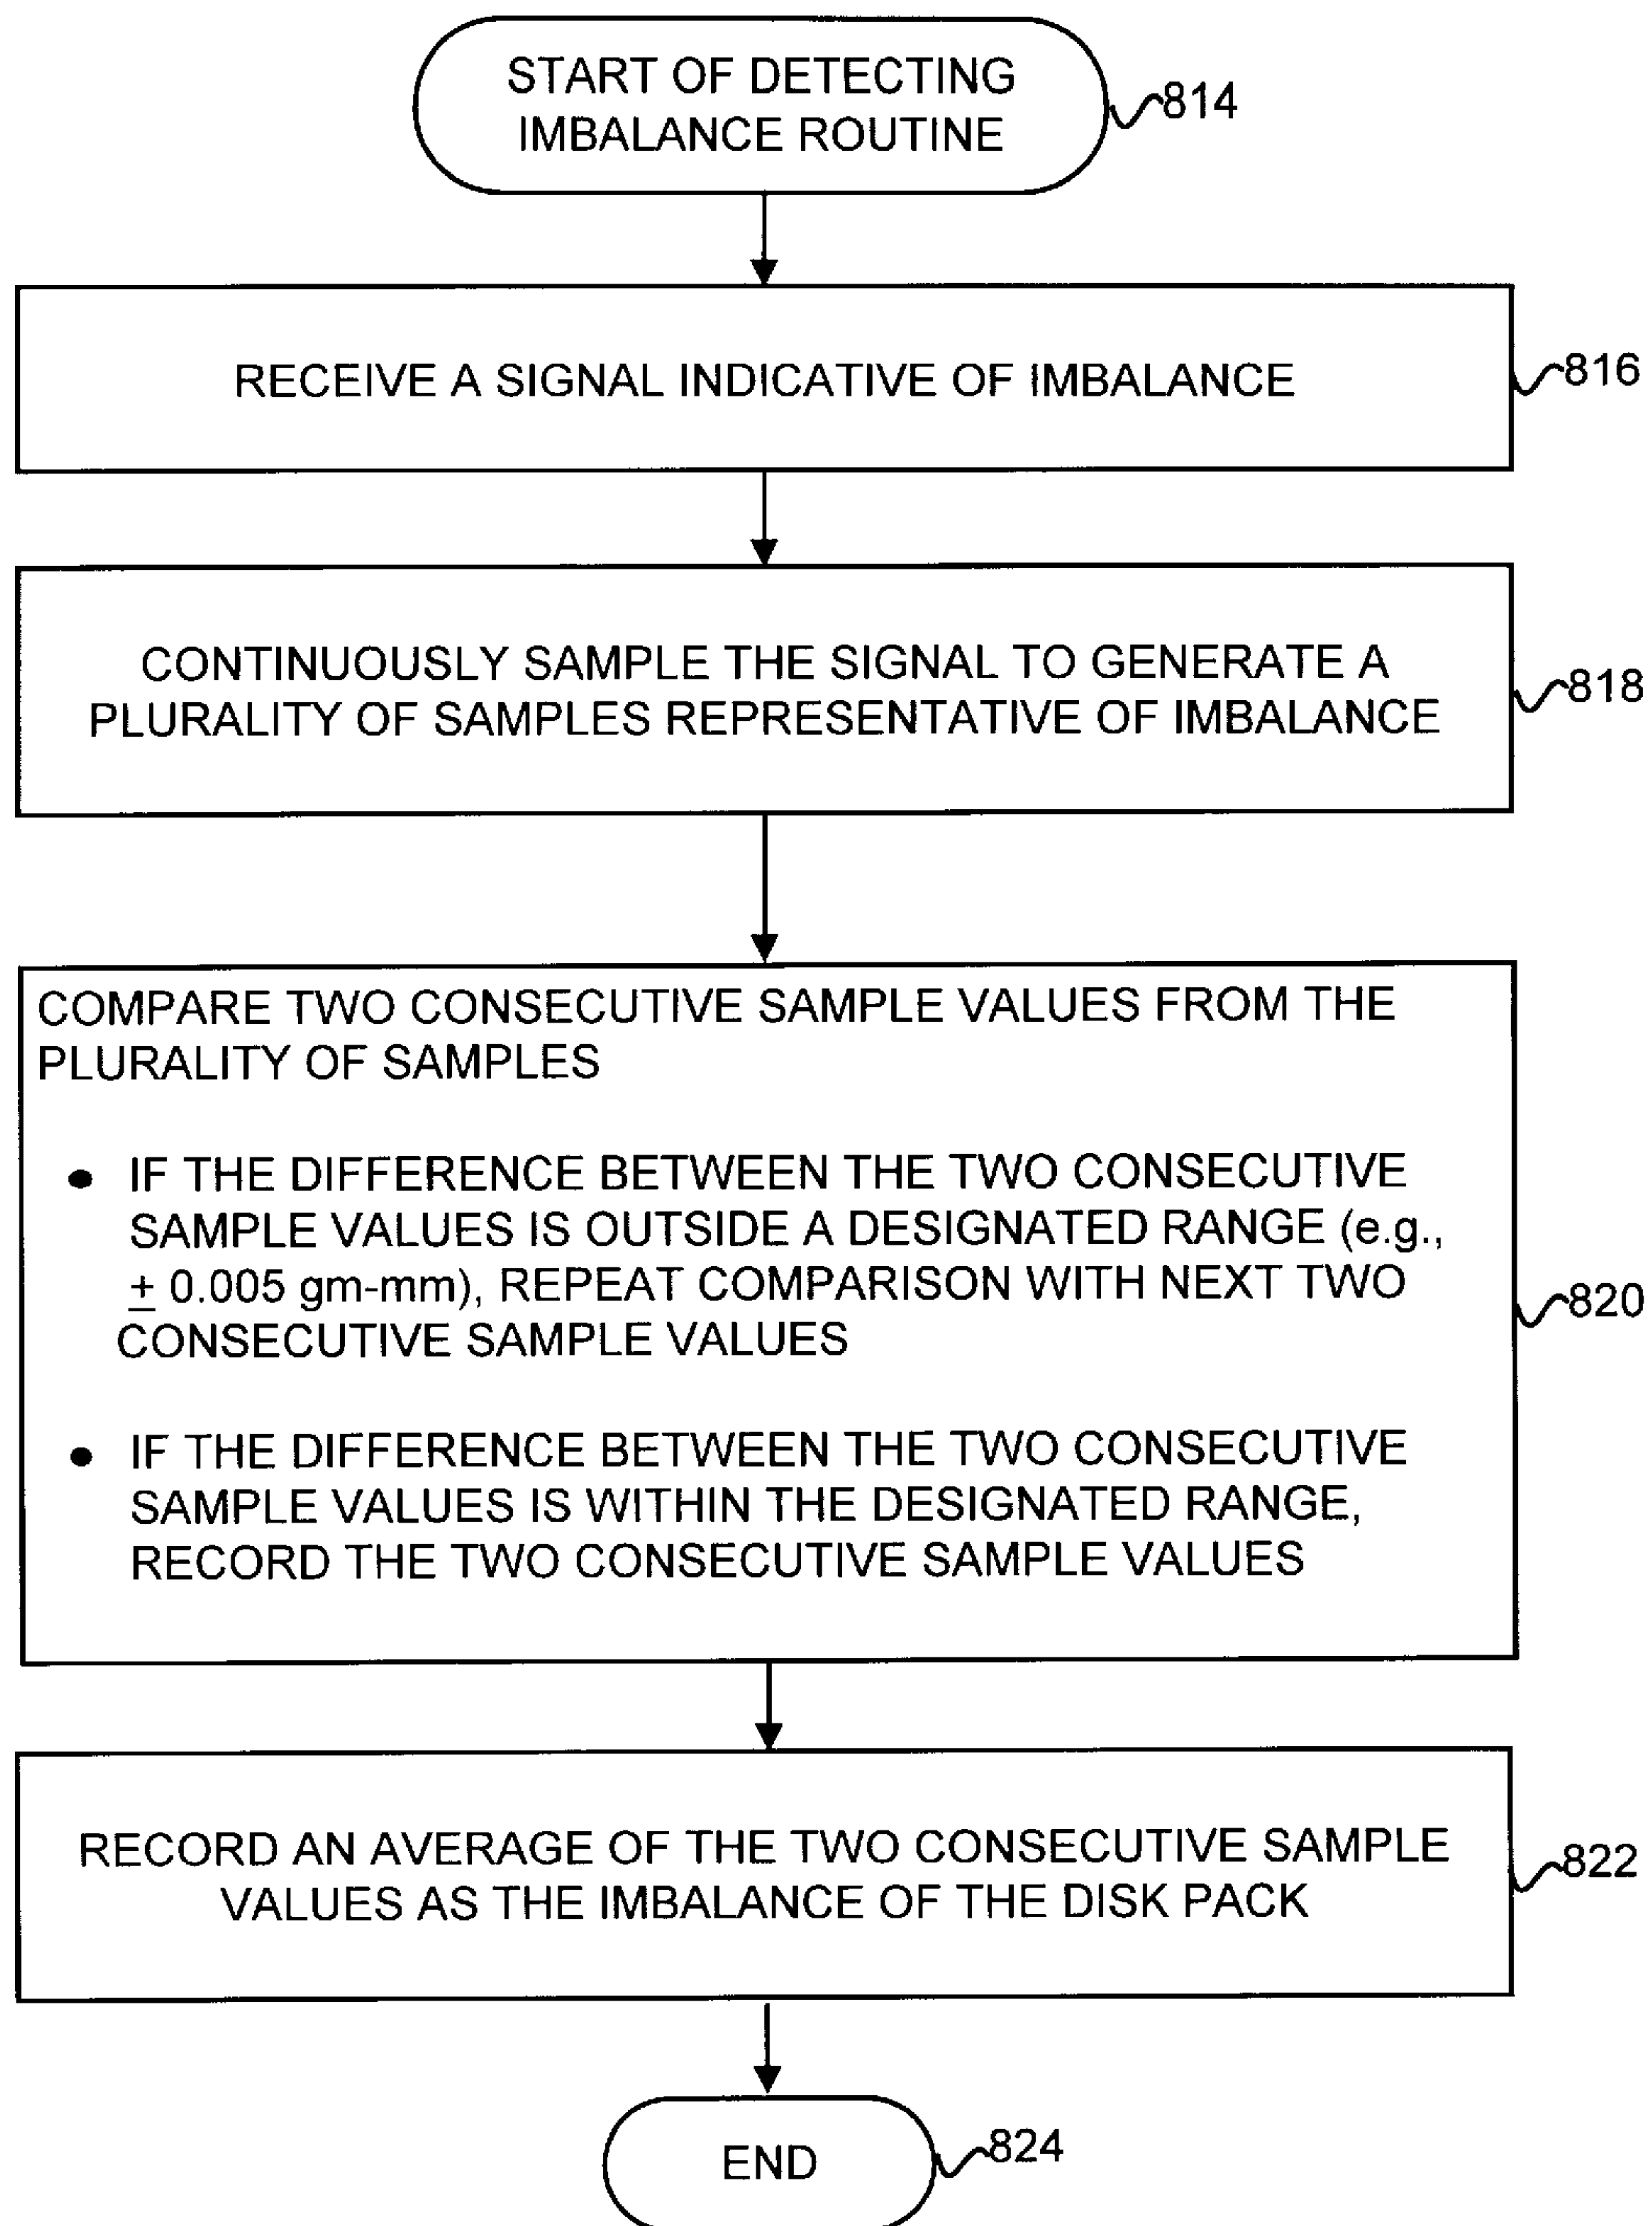 START OF DETECTING
IMBALANCE ROUTINE
814
RECEIVE A SIGNAL INDICATIVE OF IMBALANCE
816
CONTINUOUSLY SAMPLE THE SIGNAL TO GENERATE A
PLURALITY OF SAMPLES REPRESENTATIVE OF IMBALANCE
818
COMPARE TWO CONSECUTIVE SAMPLE VALUES FROM THE
PLURALITY OF SAMPLES
• IF THE DIFFERENCE BETWEEN THE TWO CONSECUTIVE
SAMPLE VALUES IS OUTSIDE A DESIGNATED RANGE (e.g.,
± 0.005 gm-mm), REPEAT COMPARISON WITH NEXT TWO
CONSECUTIVE SAMPLE VALUES
• IF THE DIFFERENCE BETWEEN THE TWO CONSECUTIVE
SAMPLE VALUES IS WITHIN THE DESIGNATED RANGE,
RECORD THE TWO CONSECUTIVE SAMPLE VALUES
820
RECORD AN AVERAGE OF THE TWO CONSECUTIVE SAMPLE
VALUES AS THE IMBALANCE OF THE DISK PACK
822
END
824